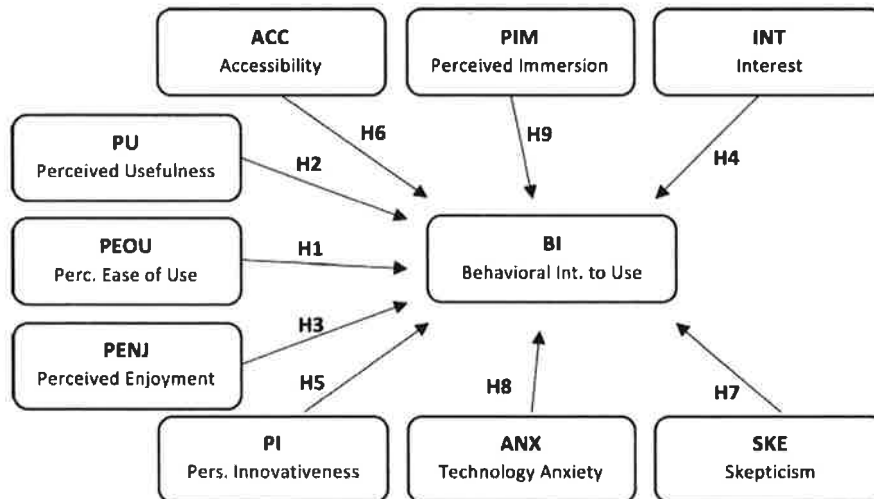 ACC
Accessibility
PIM
Perceived Immersion
INT
Interest
H6
H9
H4
PU
Perceived Usefulness
H2
PEOU
Perc. Ease of Use
H1
BI
Behavioral Int. to Use
PENJ
Perceived Enjoyment
H3
H5
H8
H7
PI
Pers. Innovativeness
ANX
Technology Anxiety
SKE
Skepticism